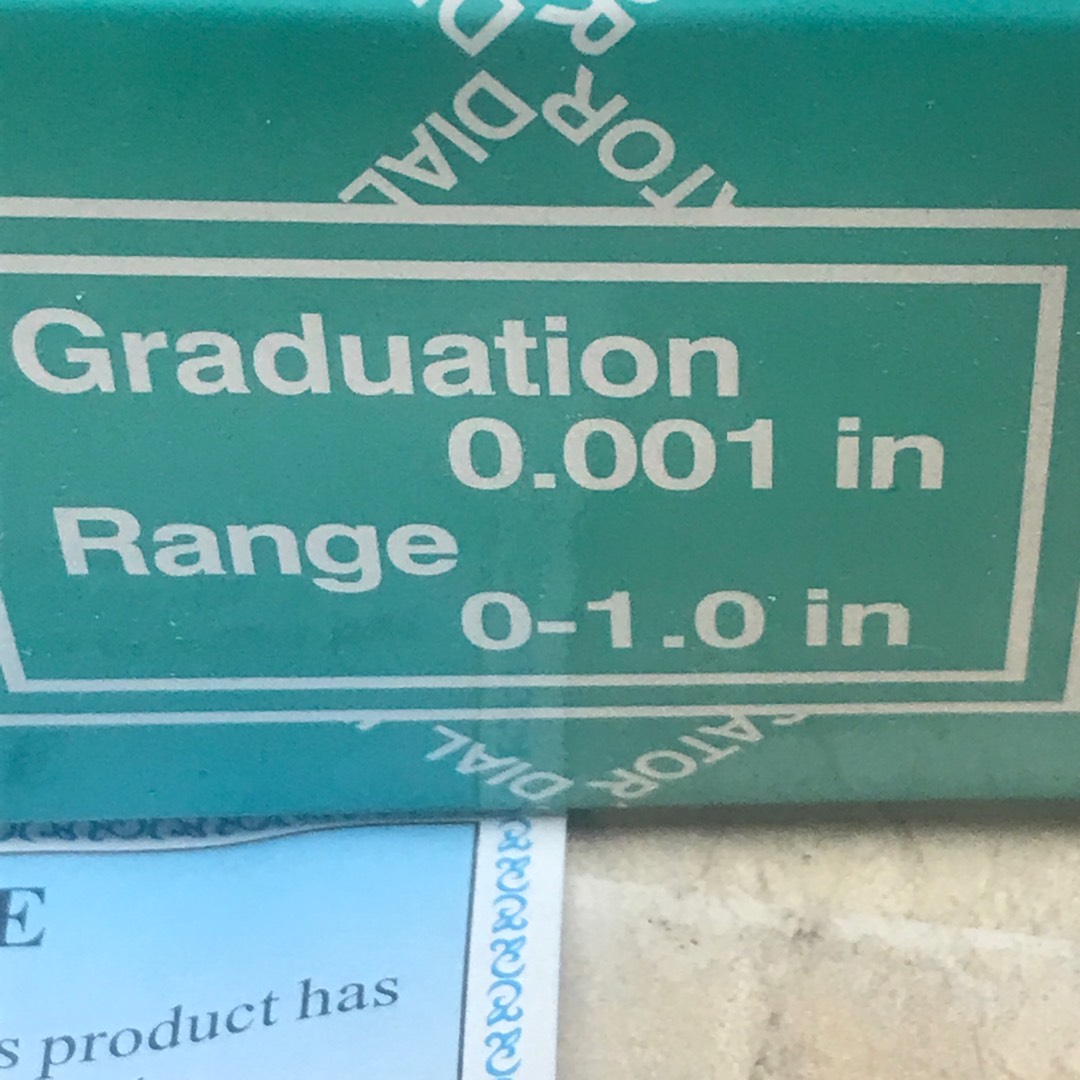 DIAL
Graduation
0.001 in
Range
0-1.0 in
DIAL
E
s product has